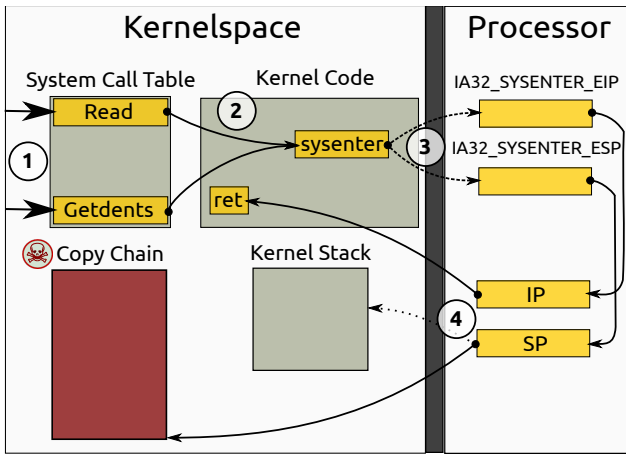 Kernelspace
Processor
System Call Table
Kernel Code
IA32_SYSENTER_EIP
Read
2
sysenter
3
IA32_SYSENTER_ESP
1
Getdents
ret
Copy Chain
Kernel Stack
IP
4
SP